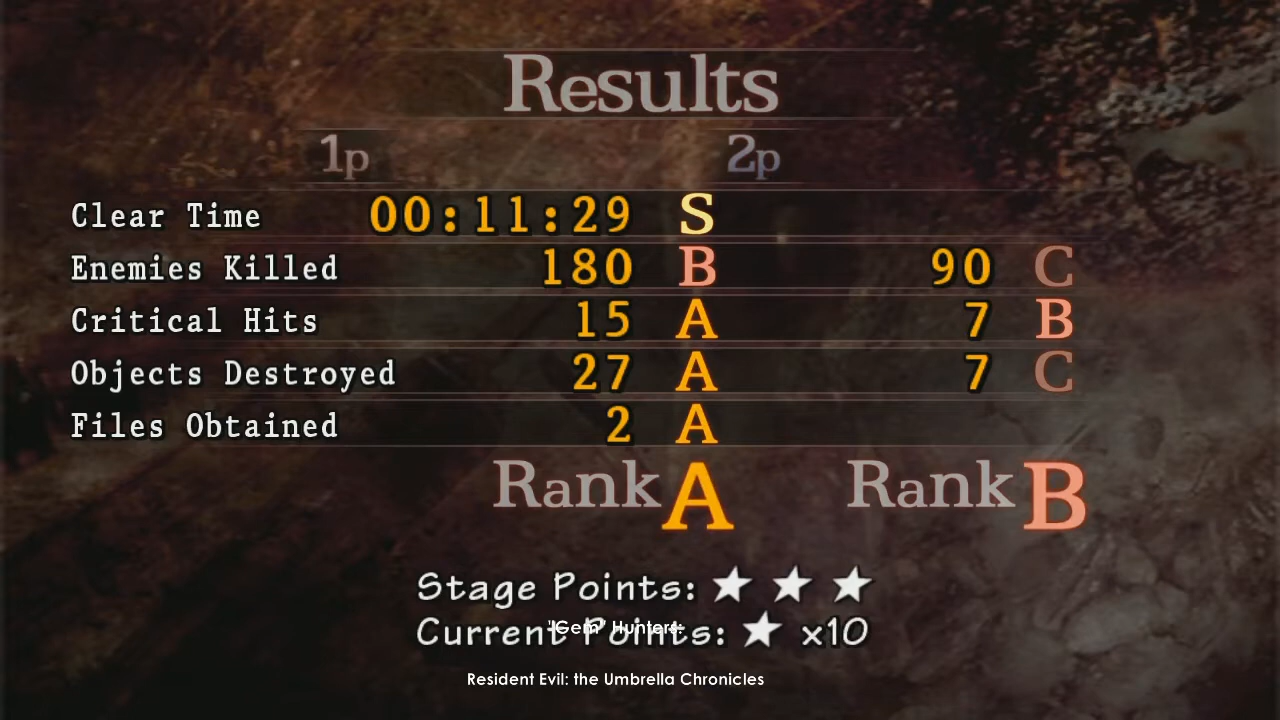 Results
1p 2p
Clear Time 00:11:29 S
Enemies Killed 180 B 90 C
Critical Hits 15 A 7 B
Objects Destroyed 27 A 7 C
Files Obtained 2 A
Rank A Rank B
Stage Points: ★ ★ ★
Current Points: ★ x10
"Gem" Hunters:
Resident Evil: the Umbrella Chronicles